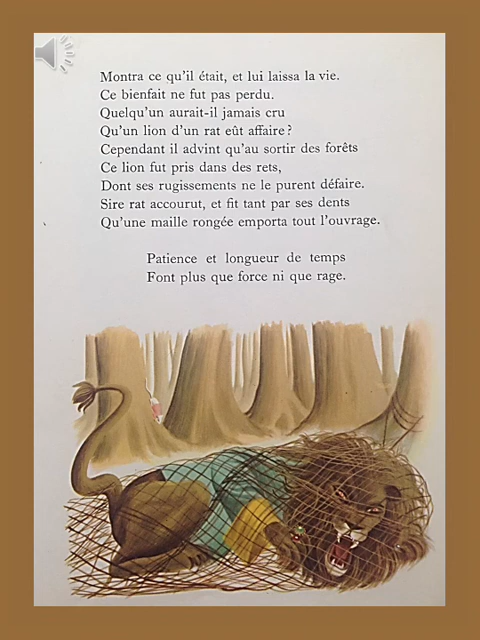 Montra ce qu'il était, et lui laissa la vie.
Ce bienfait ne fut pas perdu.
Quelqu'un aurait-il jamais cru
Qu'un lion d'un rat eût affaire?
Cependant il advint qu'au sortir des forêts
Ce lion fut pris dans des rets,
Dont ses rugissements ne le purent défaire.
Sire rat accourut, et fit tant par ses dents
Qu'une maille rongée emporta tout l'ouvrage.
Patience et longueur de temps
Font plus que force ni que rage.